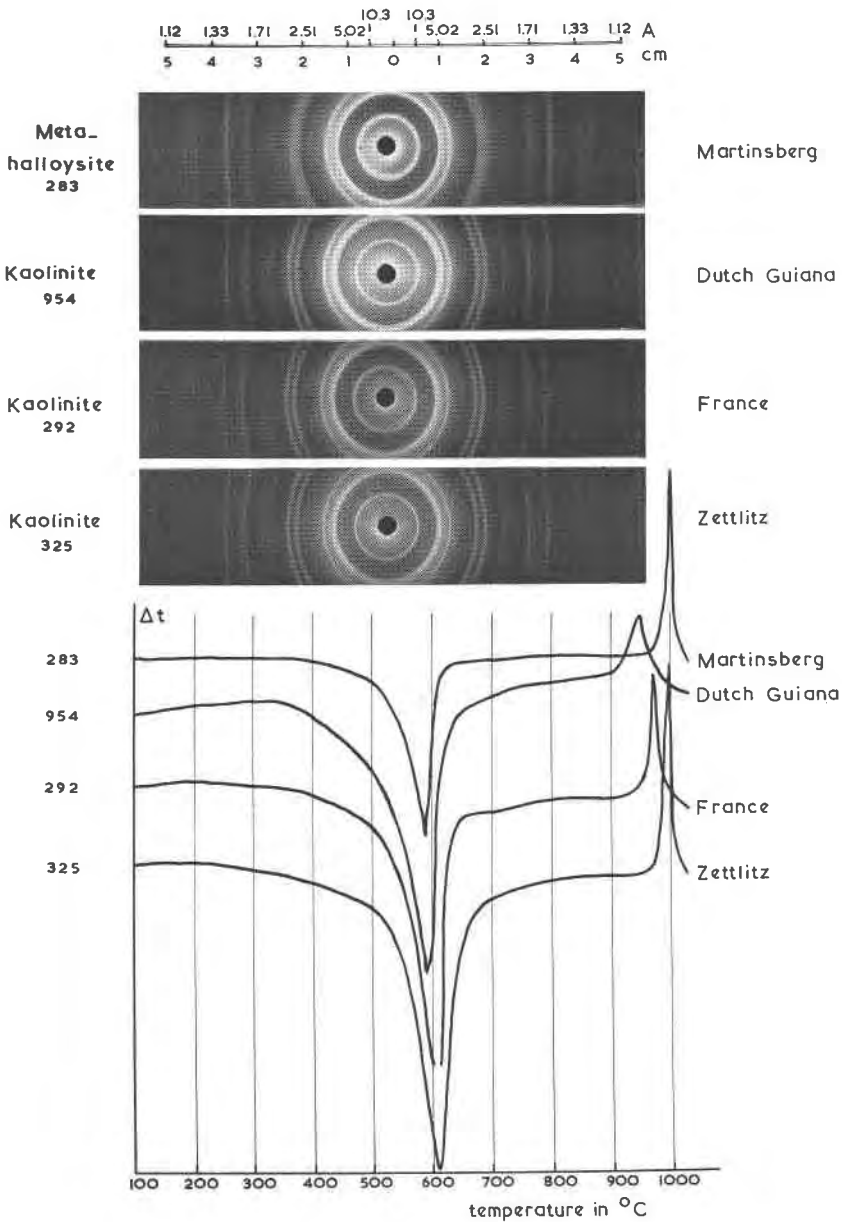 10.3 10.3
1.12 1.33 1.71 2.51 5.02 5.02 2.51 1.71 1.33 1.12 A
5 4 3 2 1 0 1 2 3 4 5 cm
Meta_
halloysite
283
Martinsberg
Kaolinite
954
Dutch Guiana
Kaolinite
292
France
Kaolinite
325
Zettlitz
Δt
283
Martinsberg
954
Dutch Guiana
292
France
325
Zettlitz
100 200 300 400 500 600 700 800 900 1000
temperature in °C